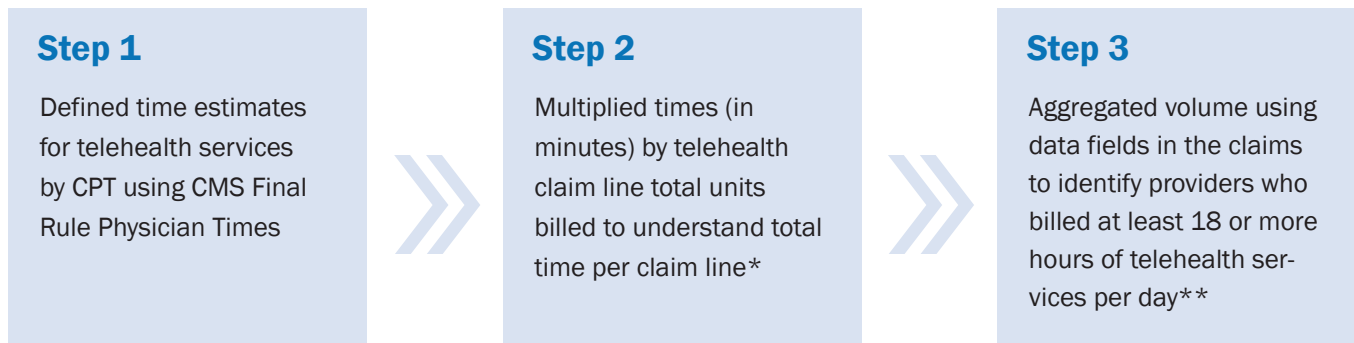 Step 1
Defined time estimates
for telehealth services
by CPT using CMS Final
Rule Physician Times
Step 2
Multiplied times (in
minutes) by telehealth
claim line total units
billed to understand total
time per claim line*
Step 3
Aggregated volume using
data fields in the claims
to identify providers who
billed at least 18 or more
hours of telehealth ser-
vices per day**